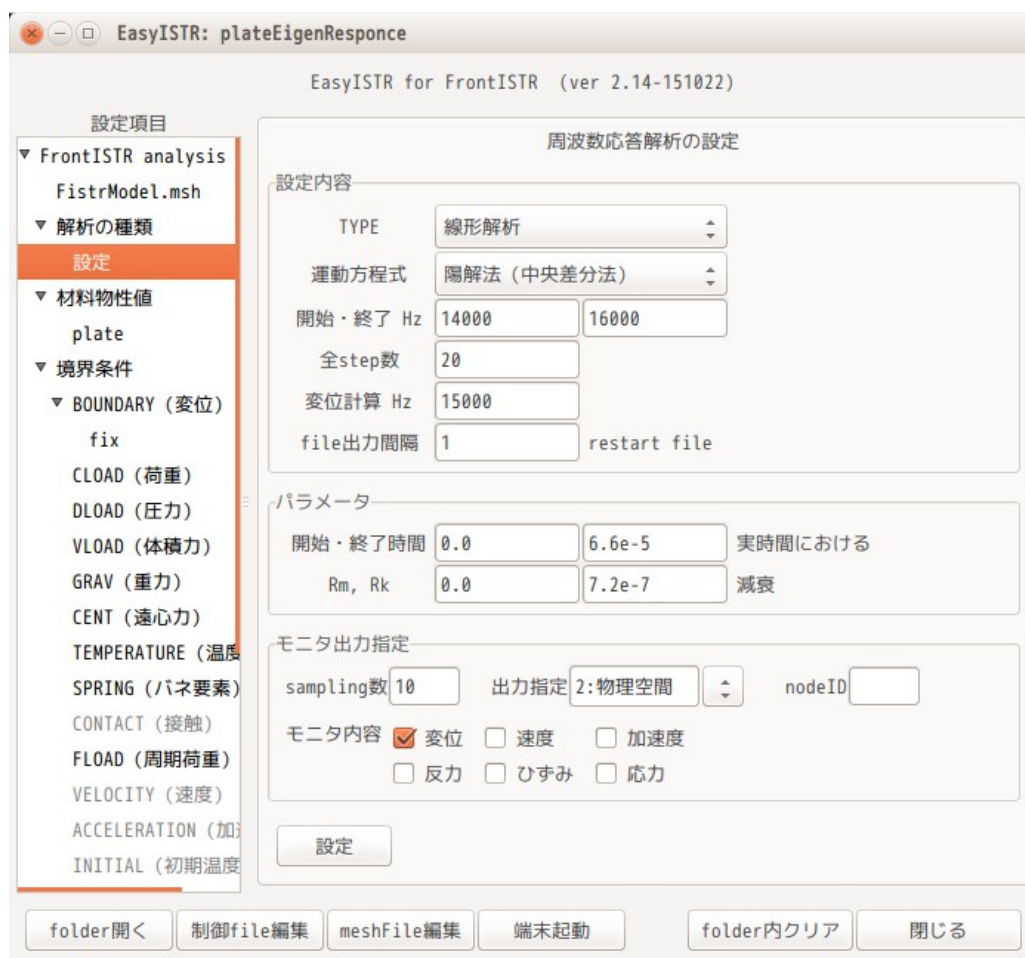 EasyISTR: plateEigenResponce
EasyISTR for FrontISTR (ver 2.14-151022)
設定項目
FrontISTR analysis
FistrModel.msh
解析の種類
設定
材料物性値
plate
境界条件
BOUNDARY (変位)
fix
CLOAD (荷重)
DLOAD (圧力)
VLOAD (体積力)
GRAV (重力)
CENT (遠心力)
TEMPERATURE (温度
SPRING (バネ要素)
CONTACT (接触)
FLOAD (周期荷重)
VELOCITY (速度)
ACCELERATION (加
INITIAL (初期温度
周波数応答解析の設定
設定内容
TYPE 線形解析
運動方程式 陽解法 (中央差分法)
開始・終了 Hz 14000 16000
全step数 20
変位計算 Hz 15000
file出力間隔 1 restart file
パラメータ
開始・終了時間 0.0 6.6e-5 実時間における
Rm, Rk 0.0 7.2e-7 減衰
モニタ出力指定
sampling数 10 出力指定 2:物理空間 nodeID
モニタ内容 変位 速度 加速度
反力 ひずみ 応力
設定
folder開く 制御file編集 meshFile編集 端末起動 folder内クリア 閉じる